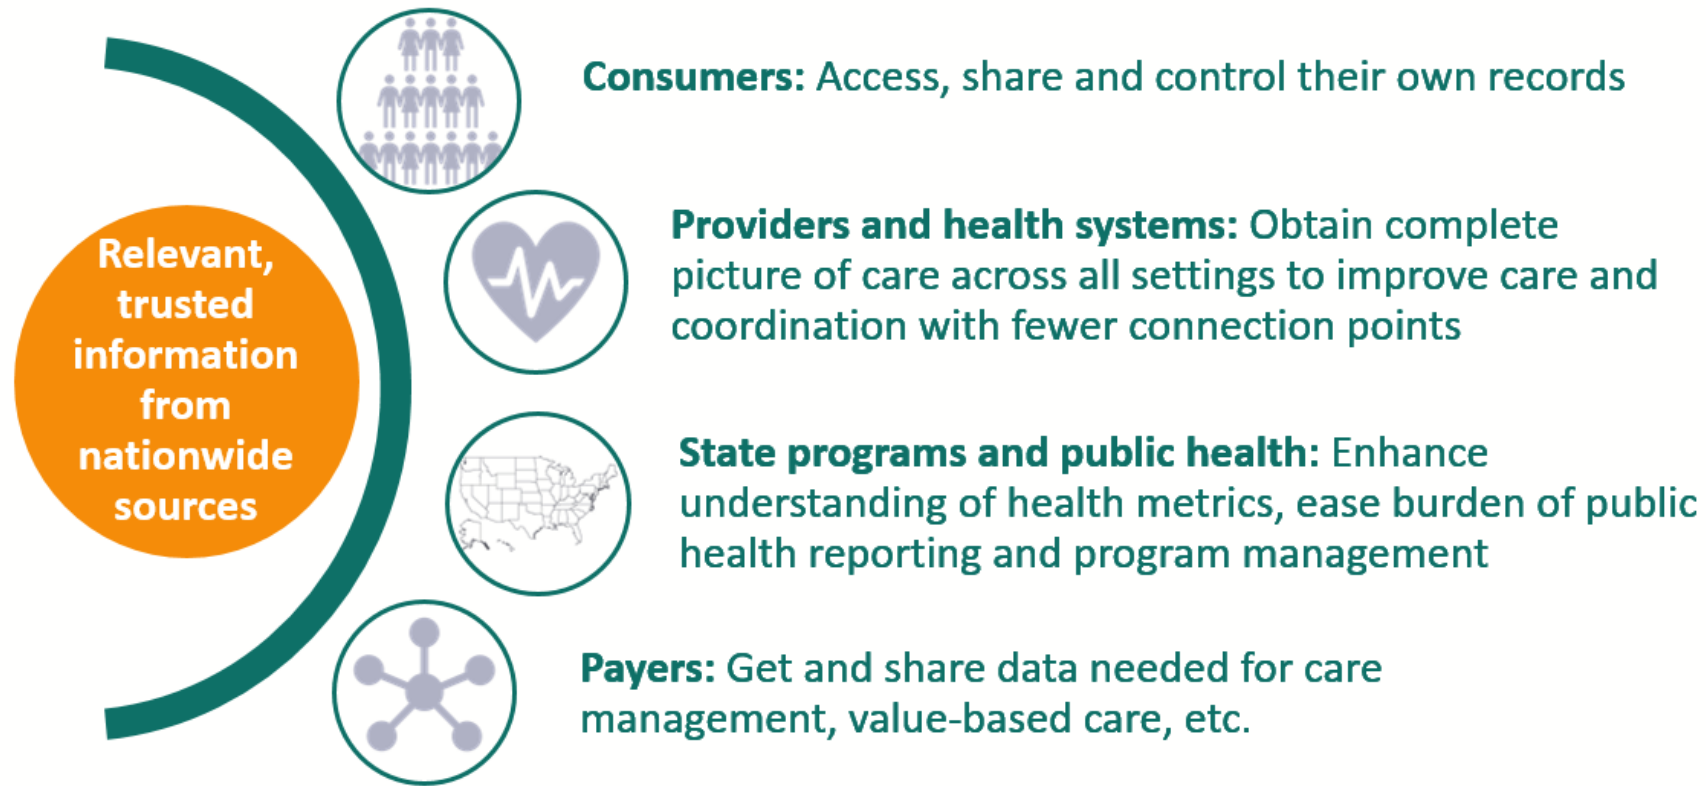 Relevant,
trusted
information
from
nationwide
sources
Consumers: Access, share and control their own records
Providers and health systems: Obtain complete
picture of care across all settings to improve care and
coordination with fewer connection points
State programs and public health: Enhance
understanding of health metrics, ease burden of public
health reporting and program management
Payers: Get and share data needed for care
management, value-based care, etc.